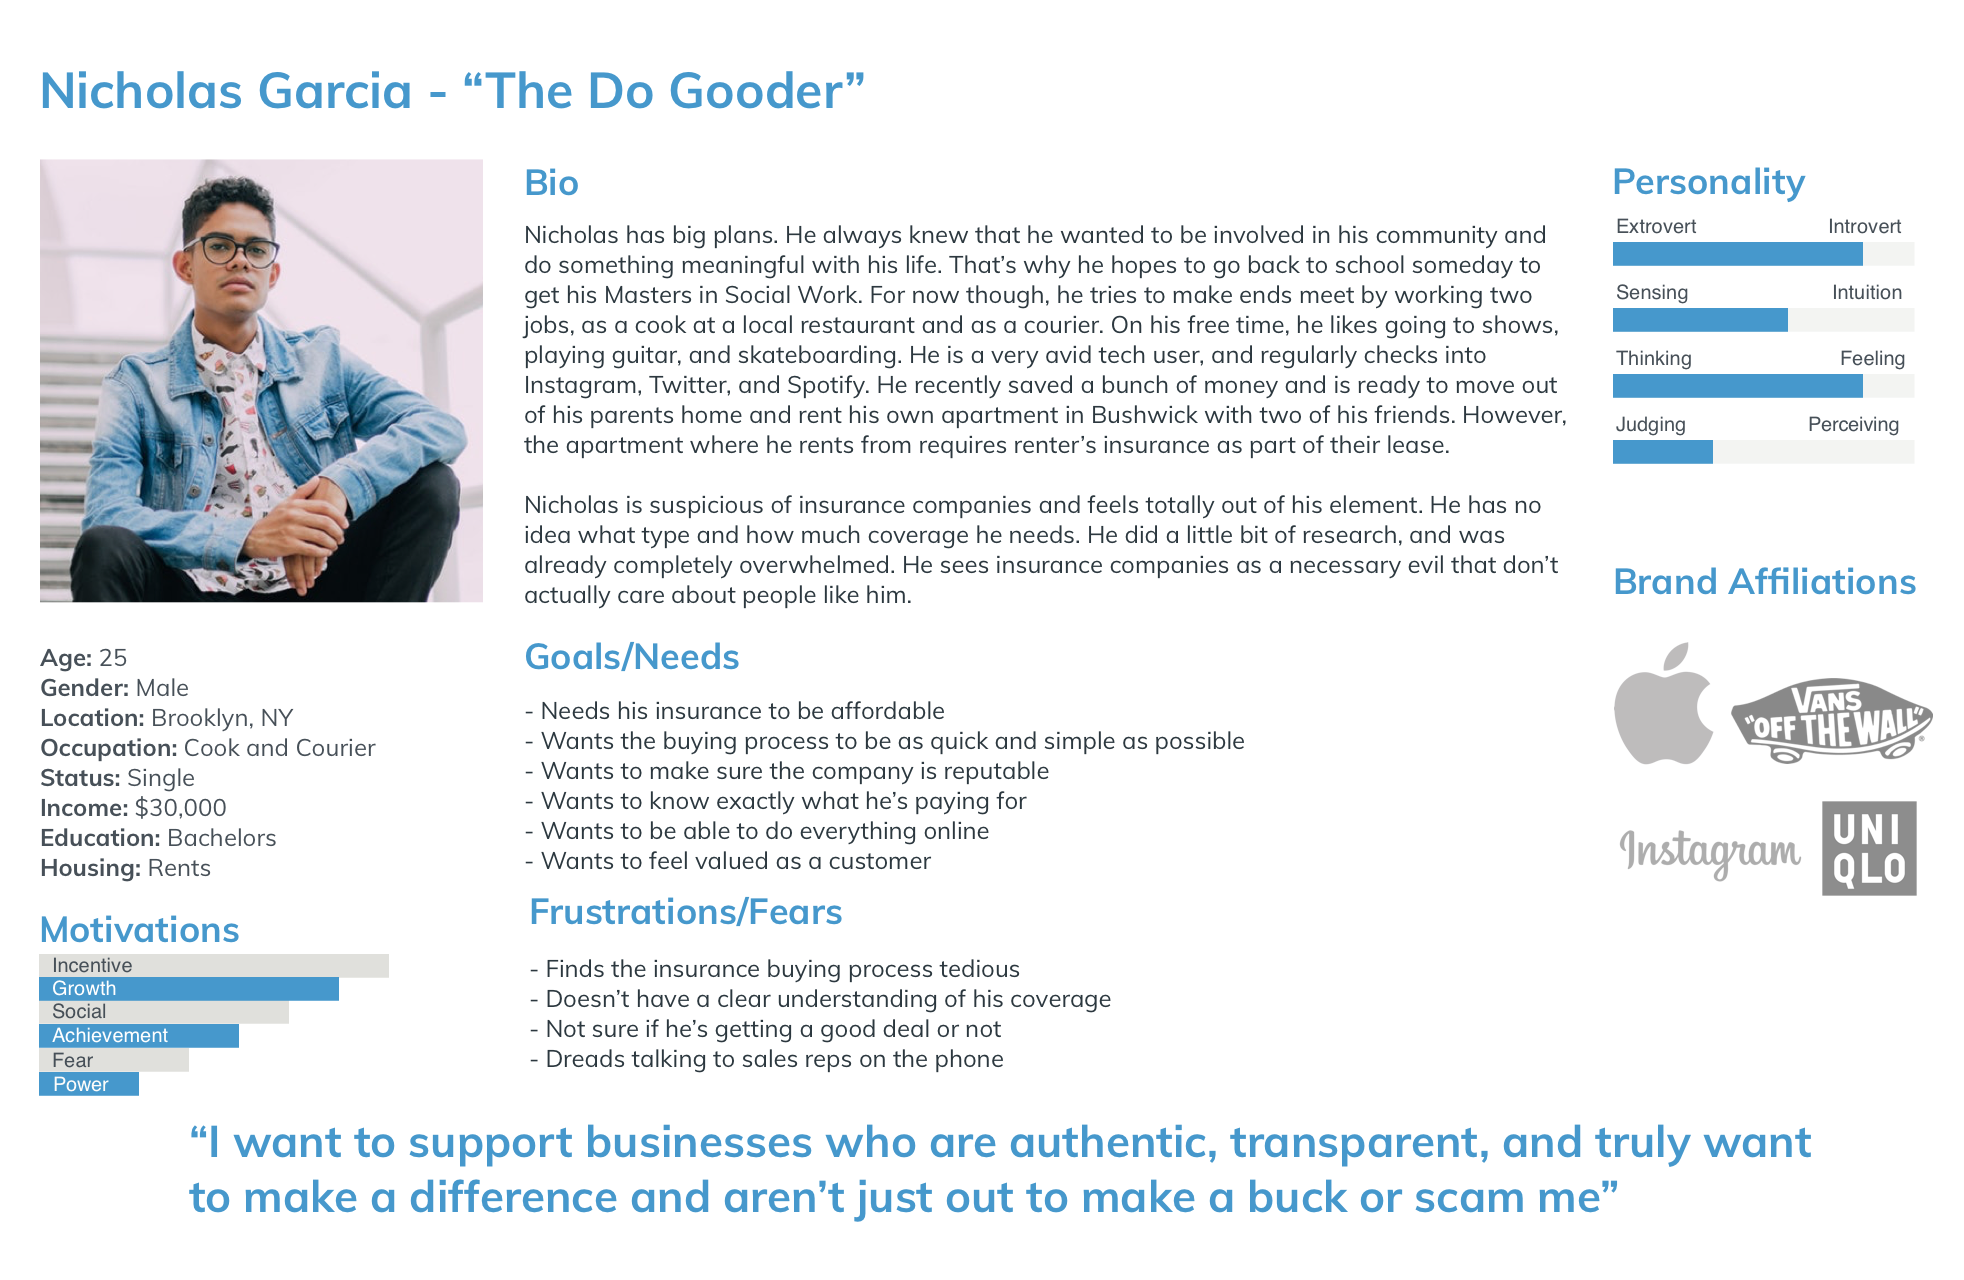 Nicholas Garcia - “The Do Gooder”
Bio
Nicholas has big plans. He always knew that he wanted to be involved in his community and
do something meaningful with his life. That’s why he hopes to go back to school someday to
get his Masters in Social Work. For now though, he tries to make ends meet by working two
jobs, as a cook at a local restaurant and as a courier. On his free time, he likes going to shows,
playing guitar, and skateboarding. He is a very avid tech user, and regularly checks into
Instagram, Twitter, and Spotify. He recently saved a bunch of money and is ready to move out
of his parents home and rent his own apartment in Bushwick with two of his friends. However,
the apartment where he rents from requires renter’s insurance as part of their lease.
Nicholas is suspicious of insurance companies and feels totally out of his element. He has no
idea what type and how much coverage he needs. He did a little bit of research, and was
already completely overwhelmed. He sees insurance companies as a necessary evil that don’t
actually care about people like him.
Goals/Needs
- Needs his insurance to be affordable
- Wants the buying process to be as quick and simple as possible
- Wants to make sure the company is reputable
- Wants to know exactly what he’s paying for
- Wants to be able to do everything online
- Wants to feel valued as a customer
Frustrations/Fears
- Finds the insurance buying process tedious
- Doesn’t have a clear understanding of his coverage
- Not sure if he’s getting a good deal or not
- Dreads talking to sales reps on the phone
Age: 25
Gender: Male
Location: Brooklyn, NY
Occupation: Cook and Courier
Status: Single
Income: $30,000
Education: Bachelors
Housing: Rents
Motivations
Incentive
Growth
Social
Achievement
Fear
Power
Personality
Extrovert Introvert
Sensing Intuition
Thinking Feeling
Judging Perceiving
Brand Affiliations
VANS
"OFF THE WALL"
®
Instagram
UNI
QLO
“I want to support businesses who are authentic, transparent, and truly want
to make a difference and aren’t just out to make a buck or scam me”